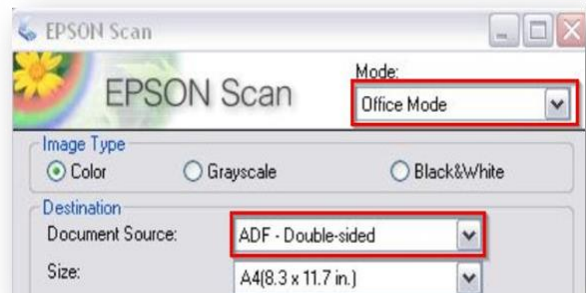 EPSON Scan
EPSON Scan
Mode:
Office Mode
Image Type
Color Grayscale Black&White
Destination
Document Source: ADF - Double-sided
Size: A4(8.3 x 11.7 in.)